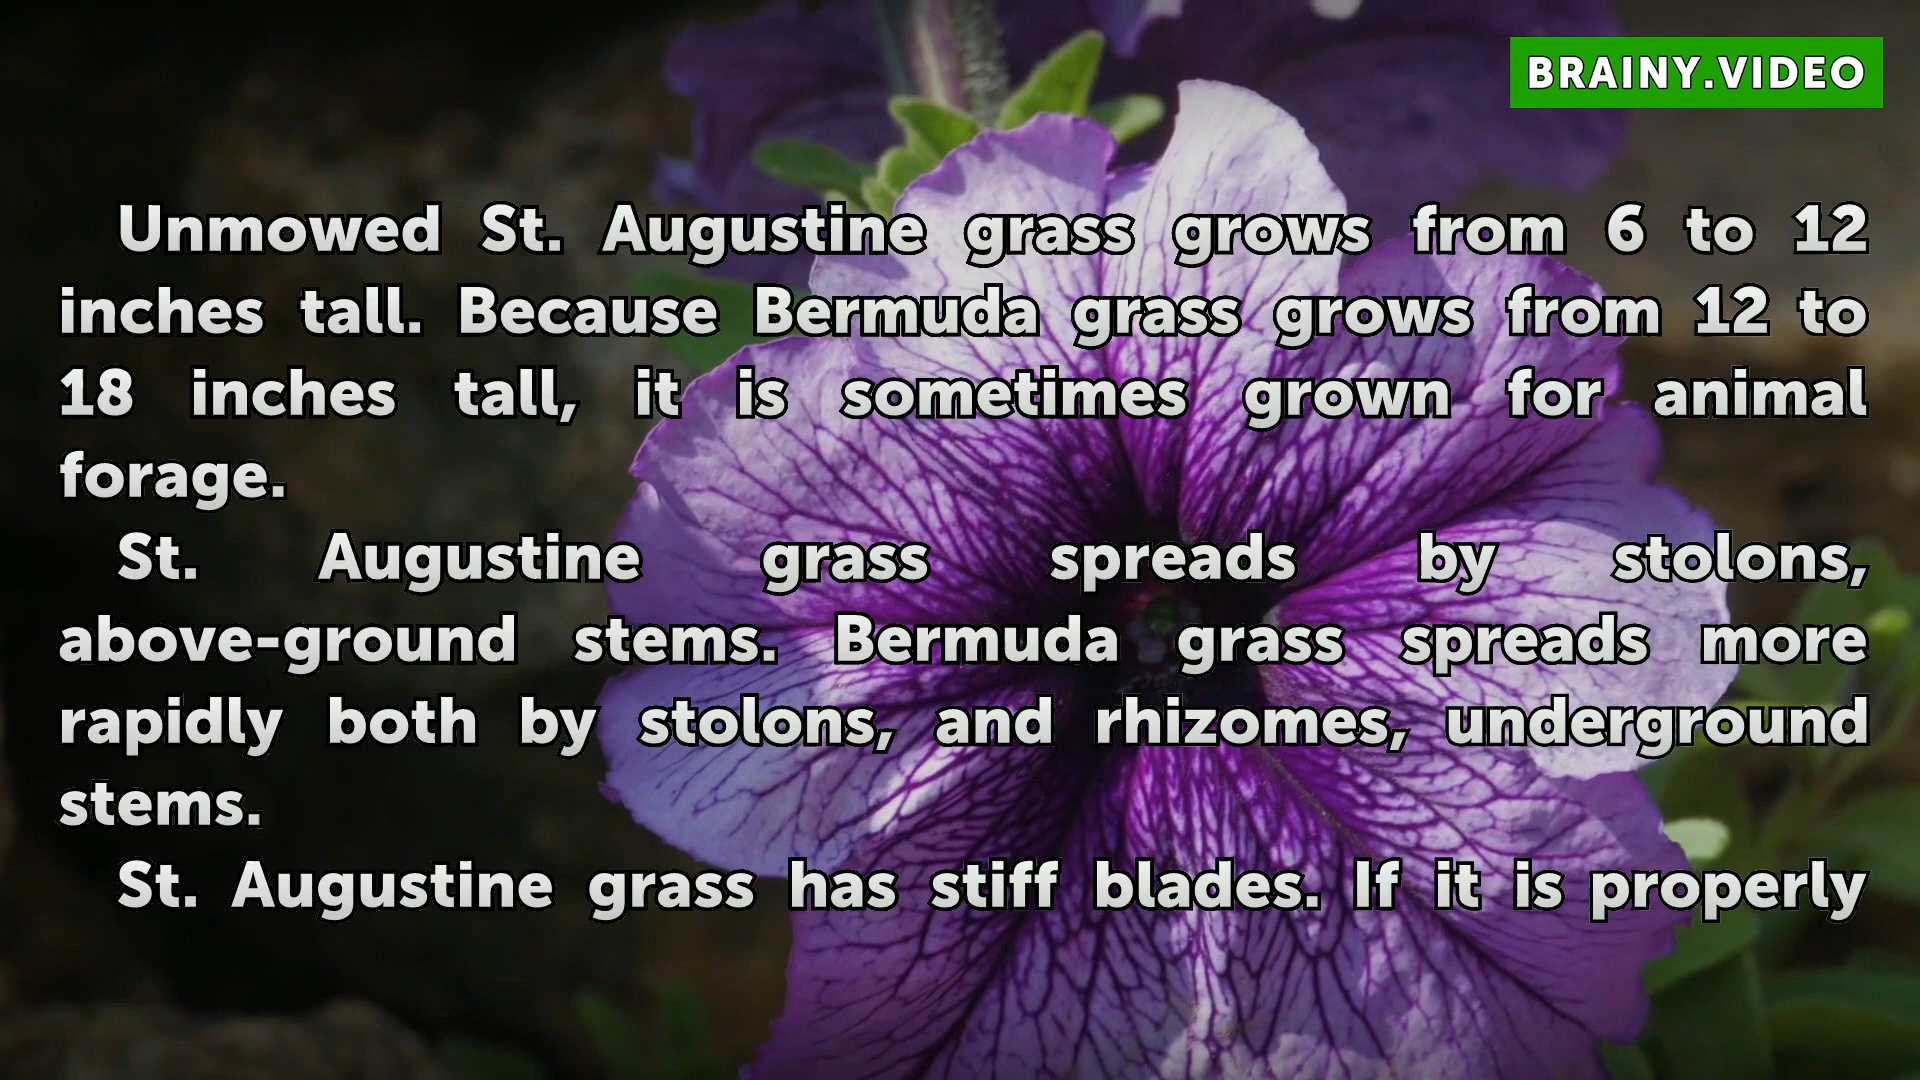 BRAINY.VIDEO
Unmowed St. Augustine grass grows from 6 to 12
inches tall. Because Bermuda grass grows from 12 to
18 inches tall, it is sometimes grown for animal
forage.
St. Augustine grass spreads by stolons,
above-ground stems. Bermuda grass spreads more
rapidly both by stolons, and rhizomes, underground
stems.
St. Augustine grass has stiff blades. If it is properly